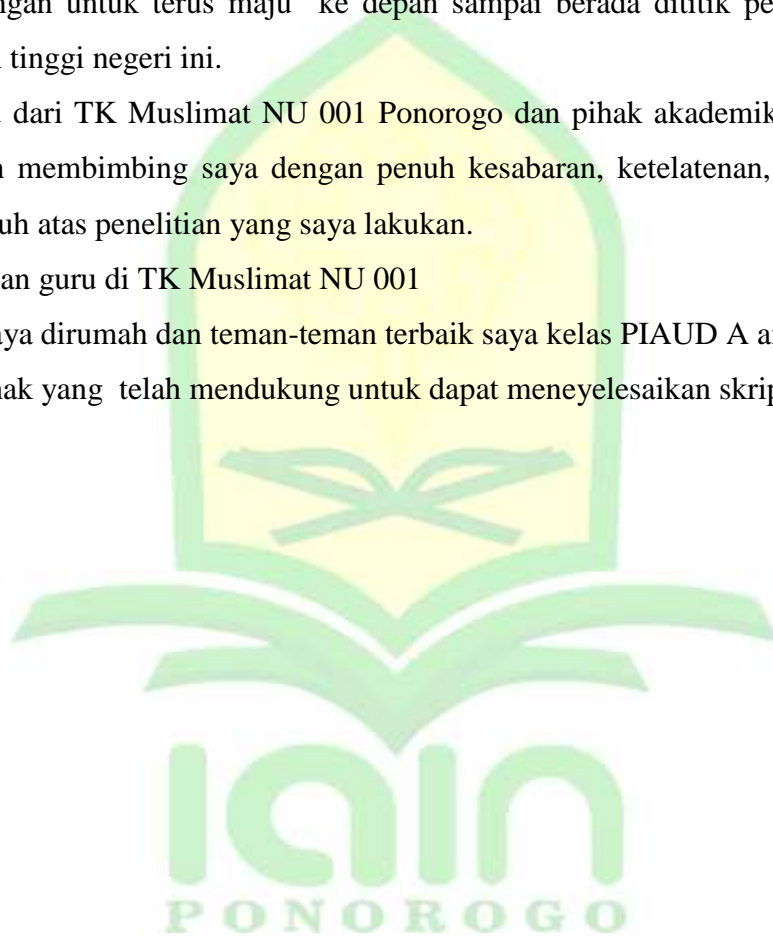 untuk terus maju ke depan sampai berada dititik
tinggi negeri ini.
dari TK Muslimat NU 001 Ponorogo dan pihak akademik
membimbing saya dengan penuh kesabaran, ketelatenan,
atas penelitian yang saya lakukan.
guru di TK Muslimat NU 001
dirumah dan teman-teman terbaik saya kelas PIAUD A
yang telah mendukung untuk dapat meneyelesaikan
iain
PONOROGO